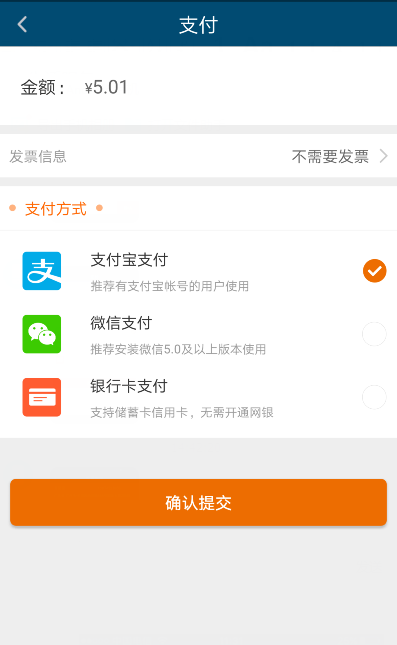 支付
金额： ¥5.01
发票信息 不需要发票
支付方式
支付宝支付
推荐有支付宝帐号的用户使用
微信支付
推荐安装微信5.0及以上版本使用
银行卡支付
支持储蓄卡信用卡，无需开通网银
确认提交